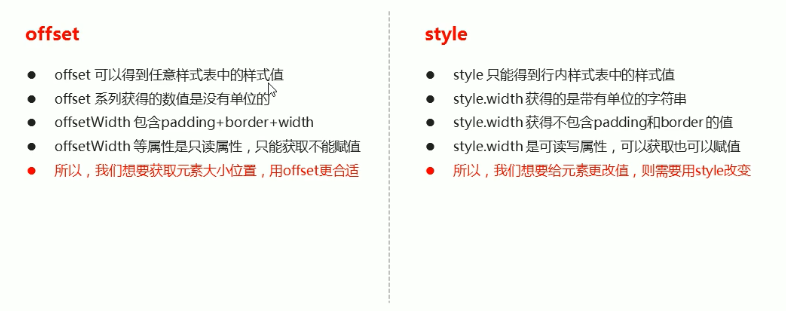 offset
offset 可以得到任意样式表中的样式值
offset 系列获得的数值是没有单位的
offsetWidth 包含padding+border+width
offsetWidth 等属性是只读属性，只能获取不能赋值
所以，我们想要获取元素大小位置，用offset更合适
style
style 只能得到行内样式表中的样式值
style.width 获得的是带有单位的字符串
style.width 获得不包含padding和border 的值
style.width 是可读写属性，可以获取也可以赋值
所以，我们想要给元素更改值，则需要用style改变